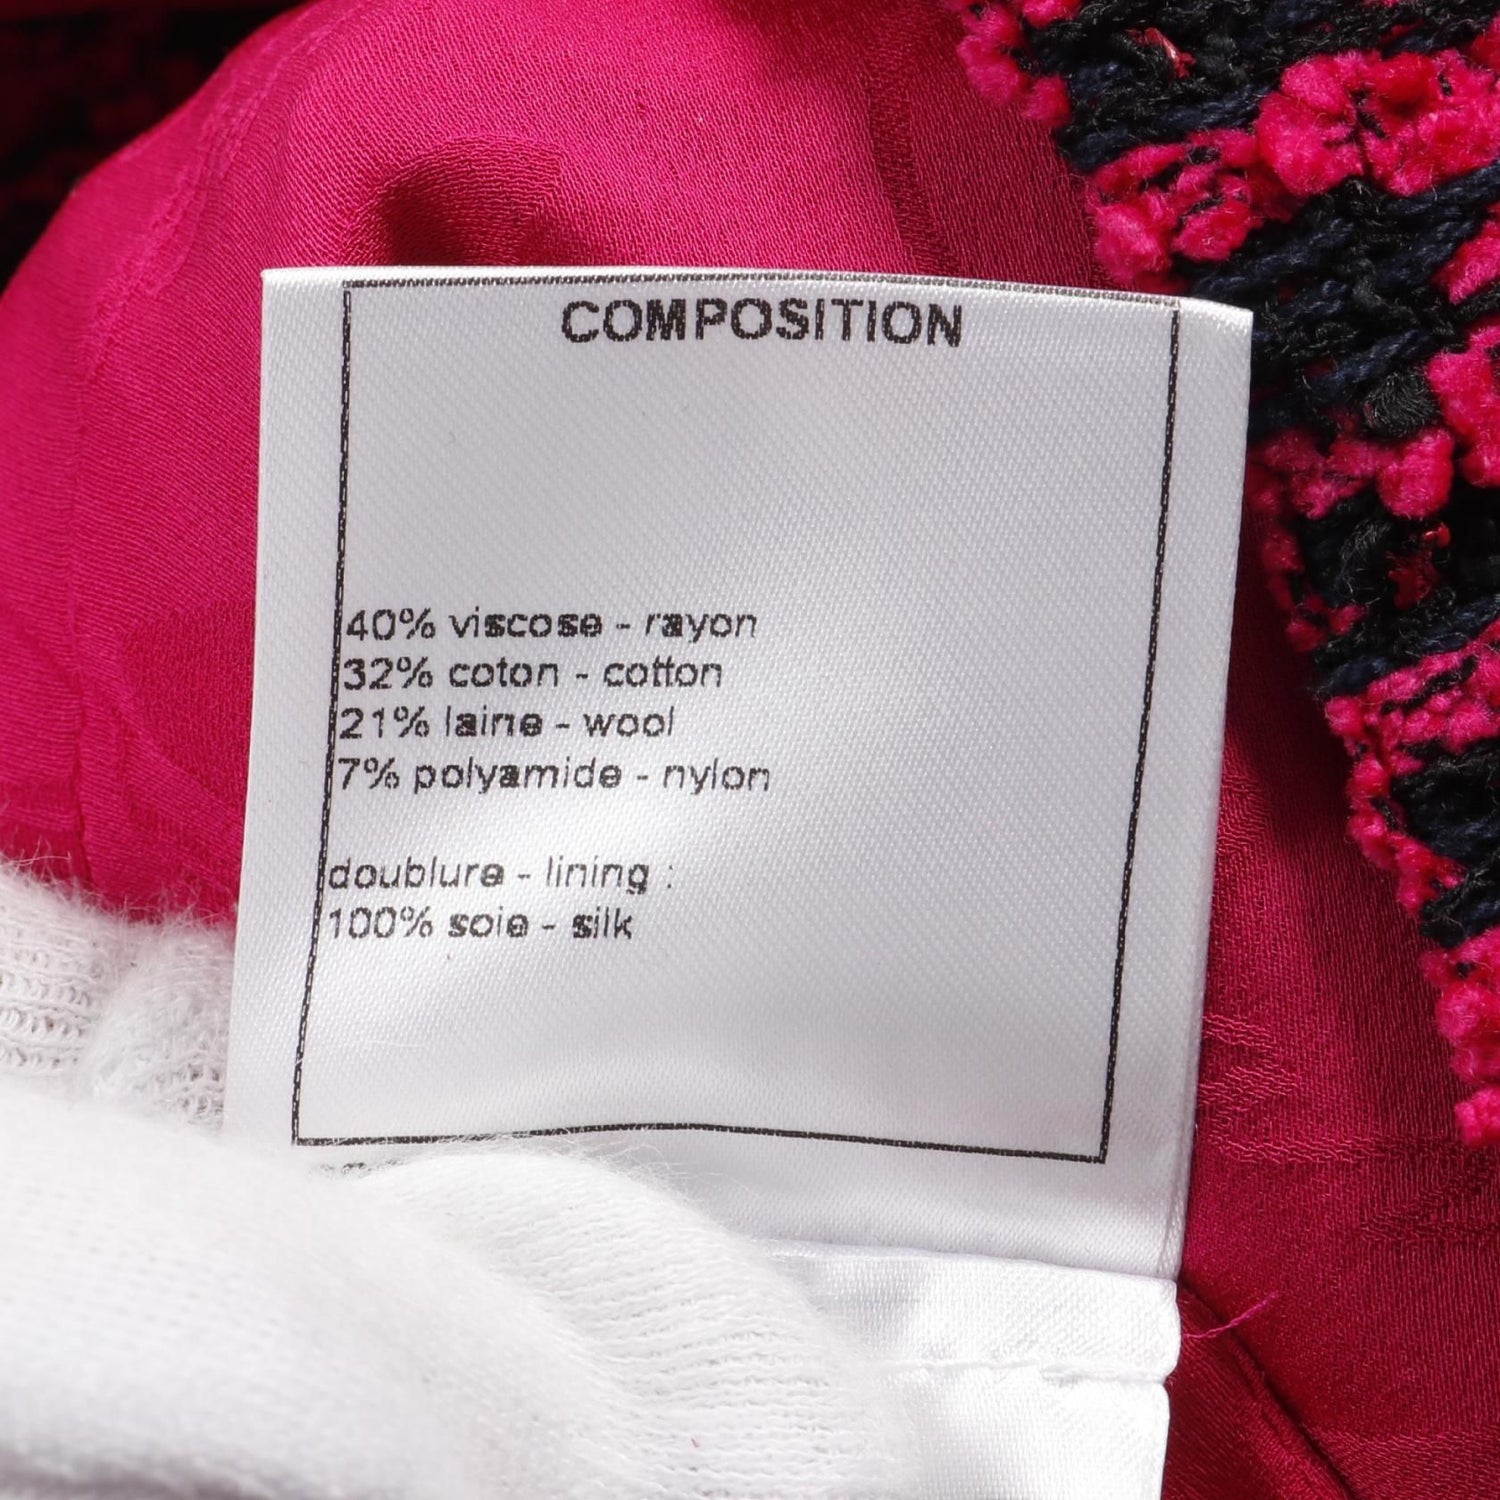 COMPOSITION
40% viscose - rayon
32% coton - cotton
21% laine - wool
7% polyamide - nylon
doublure - lining :
100% soie - silk